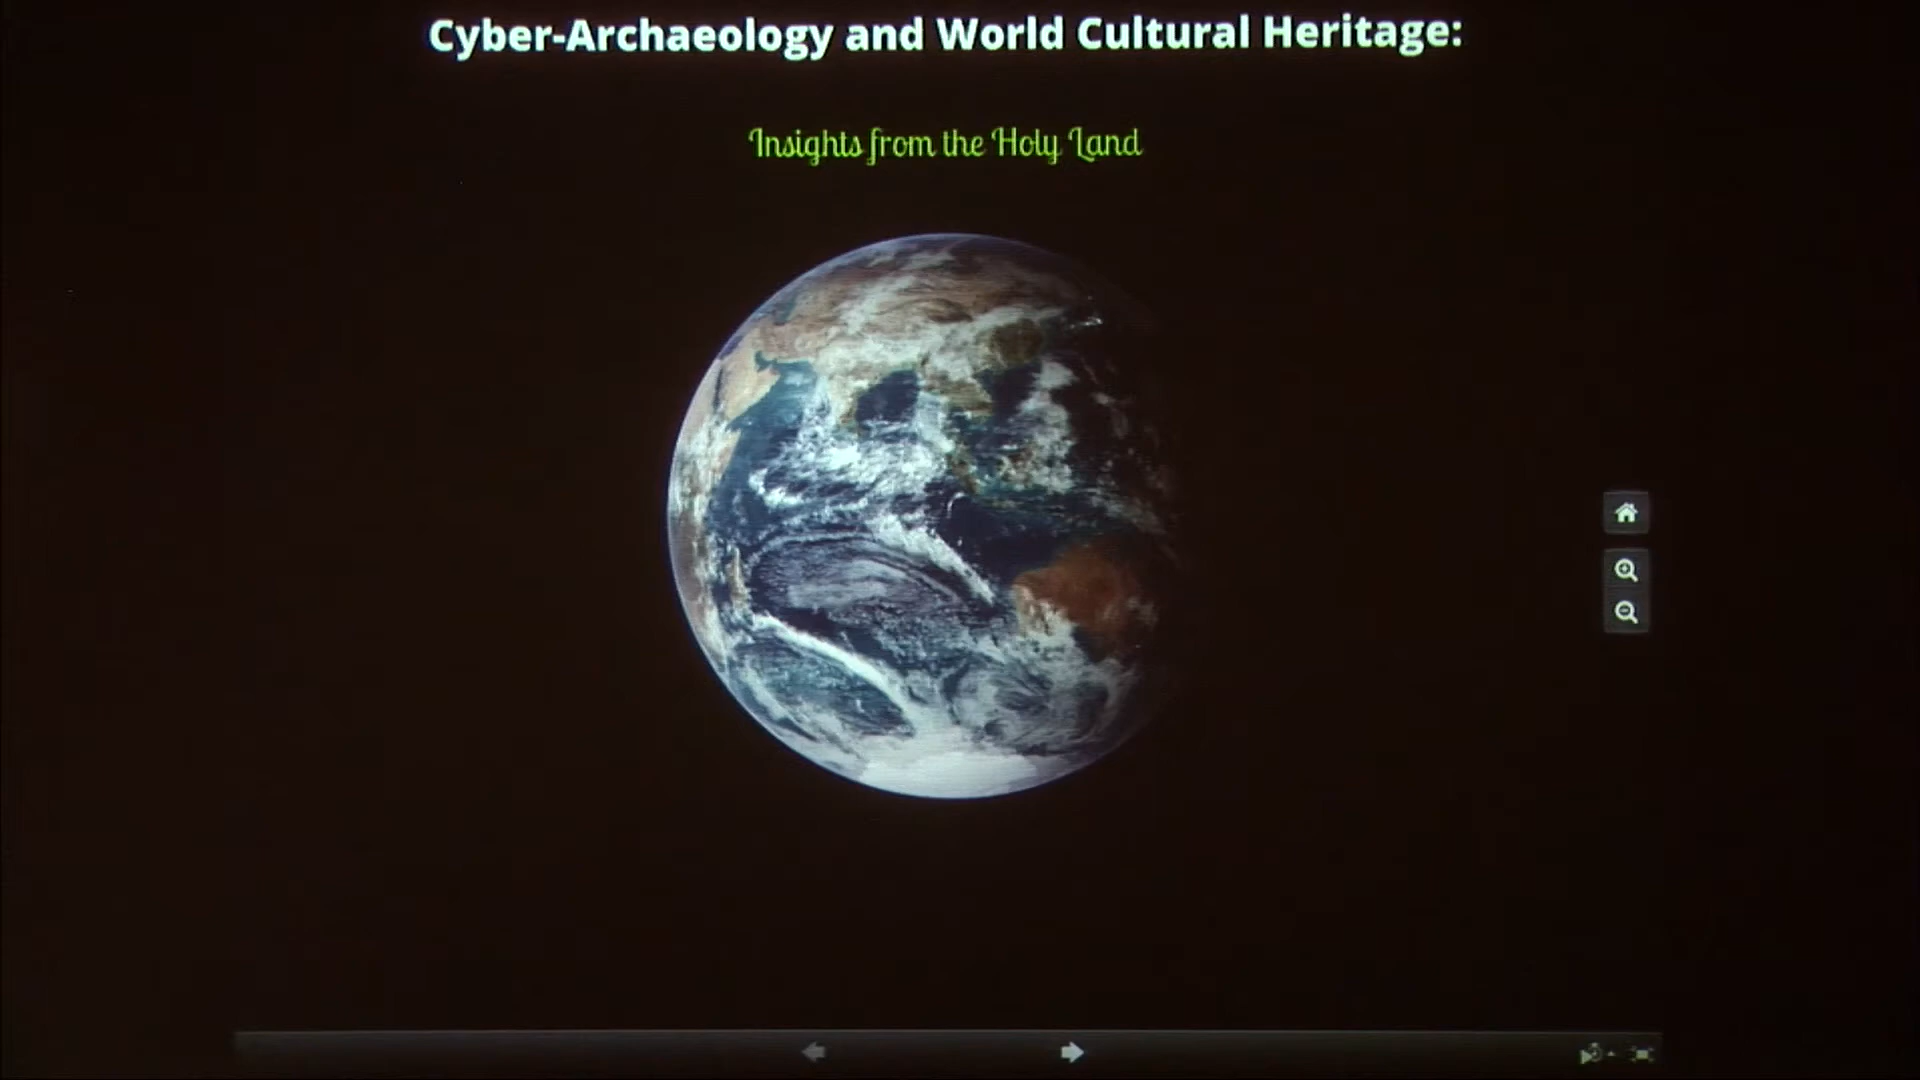 Cyber-Archaeology and World Cultural Heritage:
Insights from the Holy Land